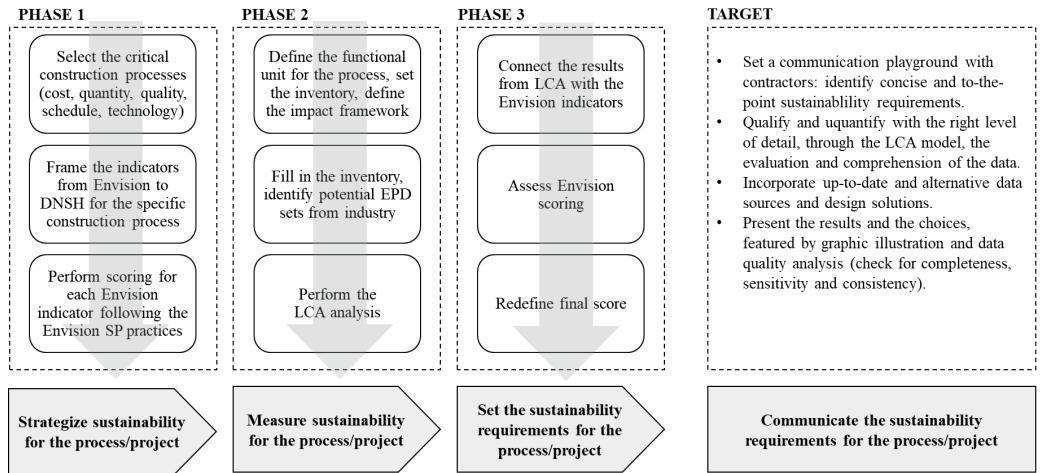 PHASE 1
Select the critical
construction processes
(cost, quantity, quality,
schedule, technology)
Frame the indicators
from Envision to
DNSH for the specific
construction process
Perform scoring for
each Envision
indicator following the
Envision SP practices
Strategize sustainability
for the process/project
PHASE 2
Define the functional
unit for the process, set
the inventory, define
the impact framework
Fill in the inventory,
identify potential EPD
sets from industry
Perform the
LCA analysis
Measure sustainability
for the process/project
PHASE 3
Connect the results
from LCA with the
Envision indicators
Assess Envision
scoring
Redefine final score
Set the sustainability
requirements for the
process/project
TARGET
• Set a communication playground with
contractors: identify concise and to-the-
point sustainablility requirements.
• Qualify and uquantify with the right level
of detail, through the LCA model, the
evaluation and comprehension of the data.
• Incorporate up-to-date and alternative data
sources and design solutions.
• Present the results and the choices,
featured by graphic illustration and data
quality analysis (check for completeness,
sensitivity and consistency).
Communicate the sustainability
requirements for the process/project